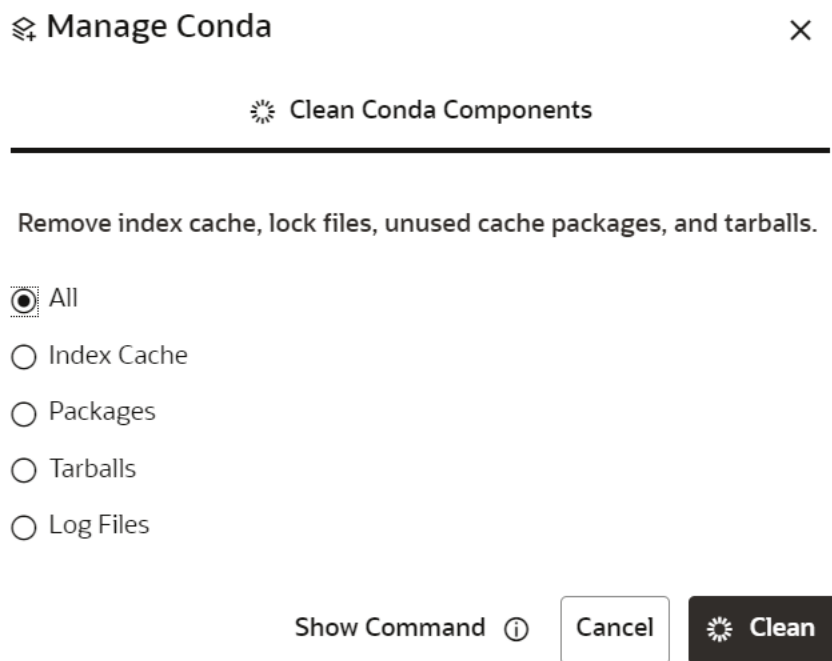 Manage Conda
Clean Conda Components
Remove index cache, lock files, unused cache packages, and tarballs.
All
Index Cache
Packages
Tarballs
Log Files
Show Command Cancel Clean